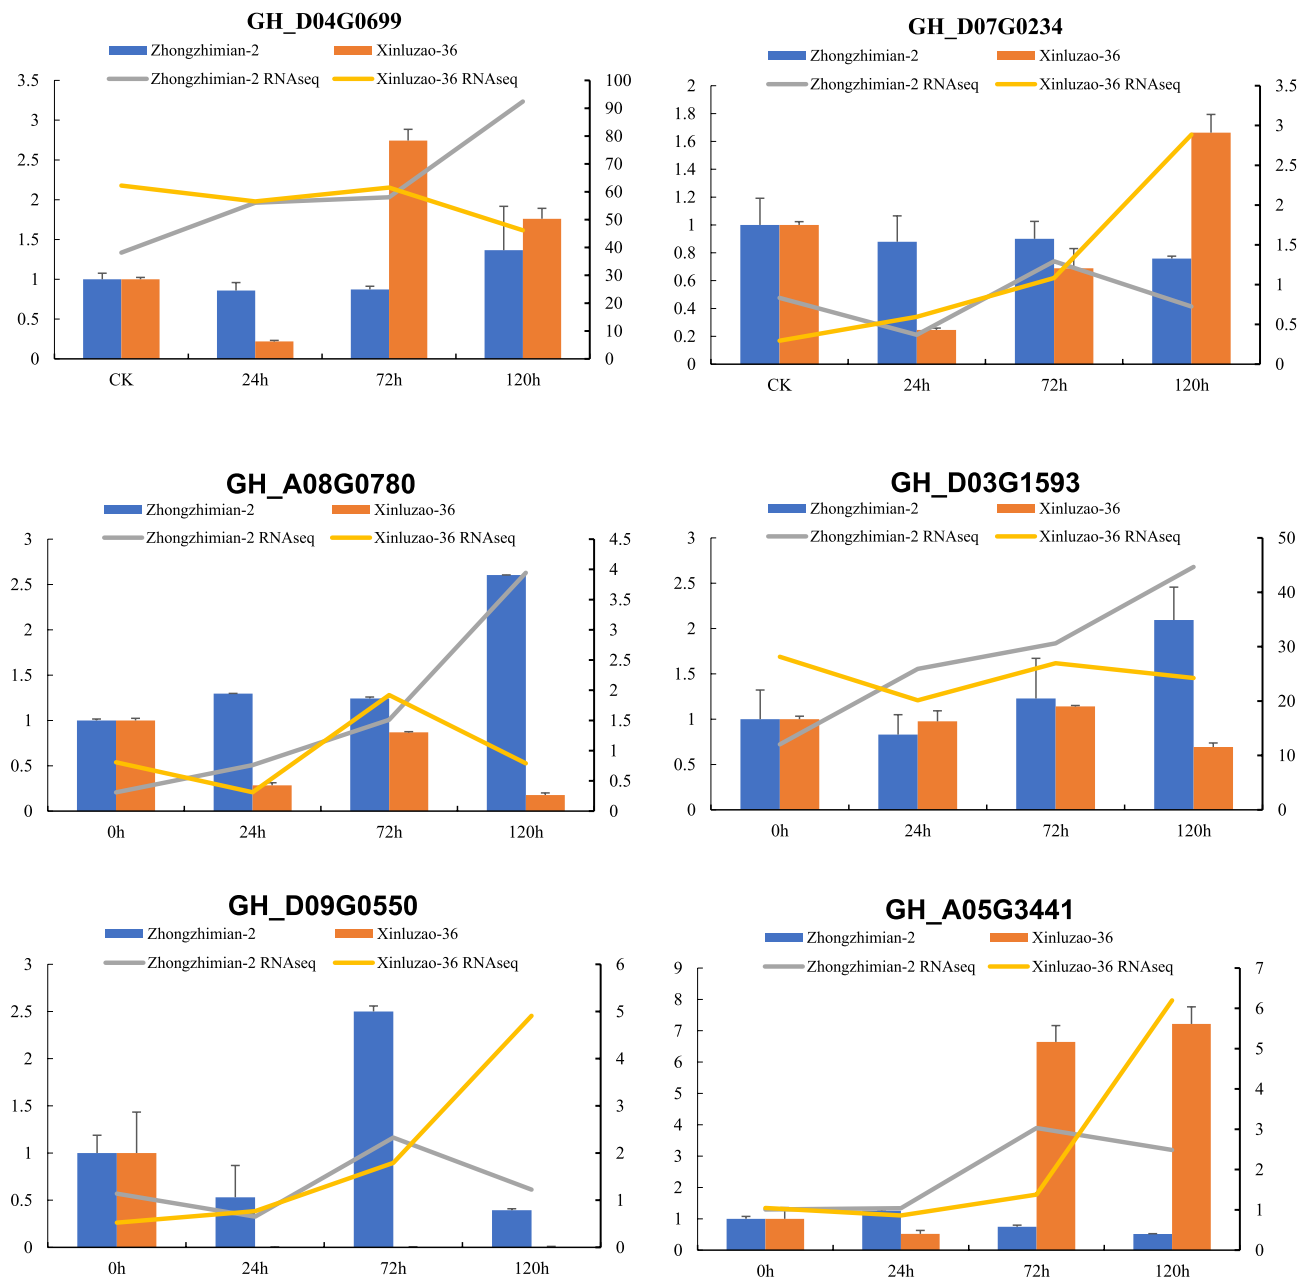 GH_D04G0699
Zhongzhimian-2 Xinluzao-36
Zhongzhimian-2 RNAseq Xinluzao-36 RNAseq
3.5 100
3 90
2.5 80
2 70
1.5 60
1 50
0.5 40
0 30
20
10
0
CK 24h 72h 120h
GH_D07G0234
Zhongzhimian-2 Xinluzao-36
Zhongzhimian-2 RNAseq Xinluzao-36 RNAseq
2 3.5
1.8 3
1.6 2.5
1.4 2
1.2 1.5
1 1
0.8 0.5
0.6 0
0.4
0.2
0
CK 24h 72h 120h
GH_A08G0780
Zhongzhimian-2 Xinluzao-36
Zhongzhimian-2 RNAseq Xinluzao-36 RNAseq
3 4.5
2.5 4
2 3.5
1.5 3
1 2.5
0.5 2
0 1.5
1
0.5
0
0h 24h 72h 120h
GH_D03G1593
Zhongzhimian-2 Xinluzao-36
Zhongzhimian-2 RNAseq Xinluzao-36 RNAseq
3 50
2.5 40
2 30
1.5 20
1 10
0.5 0
0
0h 24h 72h 120h
GH_D09G0550
Zhongzhimian-2 Xinluzao-36
Zhongzhimian-2 RNAseq Xinluzao-36 RNAseq
3 6
2.5 5
2 4
1.5 3
1 2
0.5 1
0 0
0h 24h 72h 120h
GH_A05G3441
Zhongzhimian-2 Xinluzao-36
Zhongzhimian-2 RNAseq Xinluzao-36 RNAseq
9 7
8 6
7 5
6 4
5 3
4 2
3 1
2 0
1
0
0h 24h 72h 120h